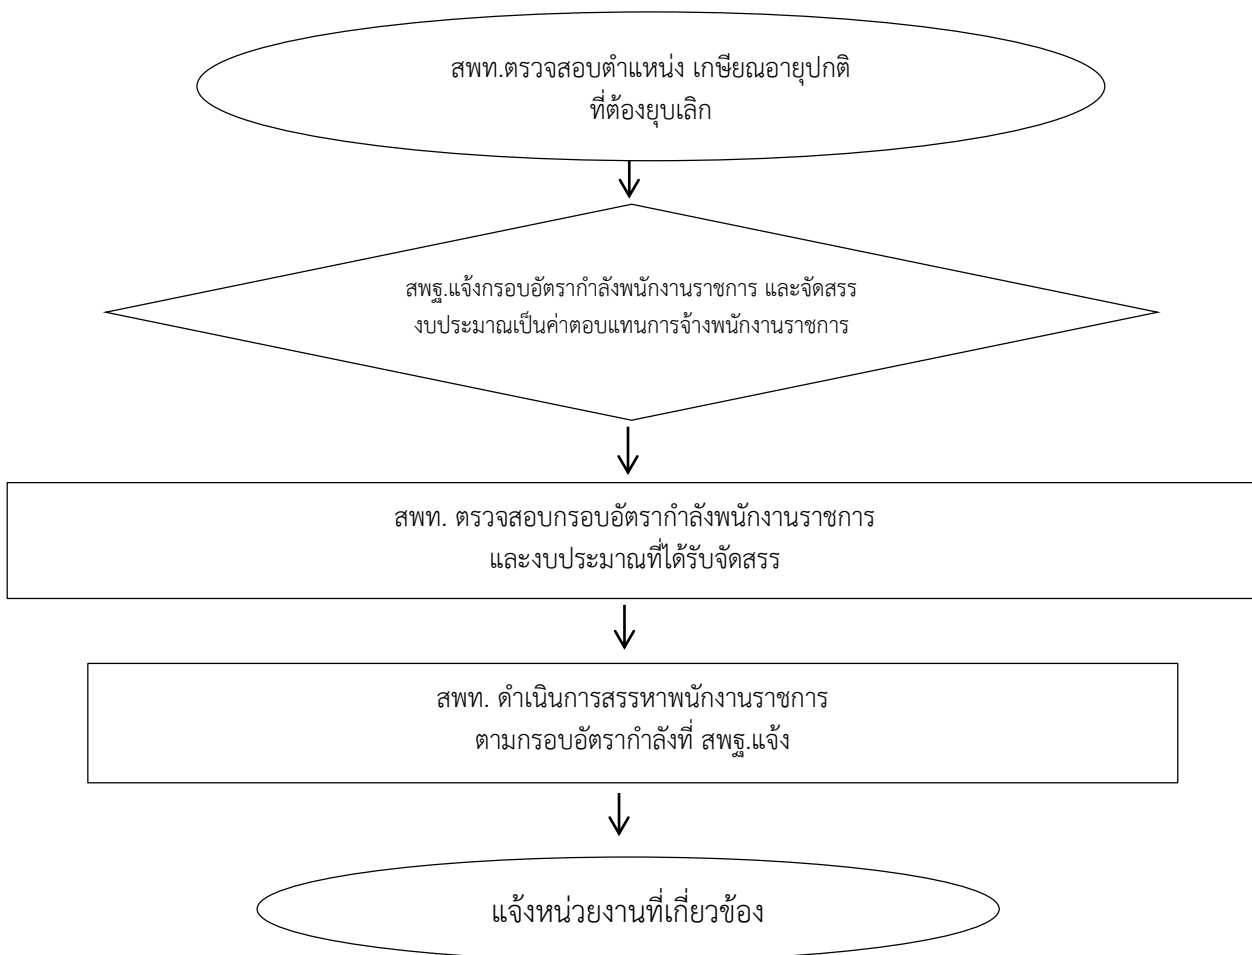 สพท.ตรวจสอบตำแหน่ง เกษียณอายุปกติ
ที่ต้องยุบเลิก
สพฐ.แจ้งกรอบอัตรากำลังพนักงานราชการ และจัดสรร
งบประมาณเป็นค่าตอบแทนการจ้างพนักงานราชการ
สพท. ตรวจสอบกรอบอัตรากำลังพนักงานราชการ
และงบประมาณที่ได้รับจัดสรร
สพท. ดำเนินการสรรหาพนักงานราชการ
ตามกรอบอัตรากำลังที่ สพฐ.แจ้ง
แจ้งหน่วยงานที่เกี่ยวข้อง